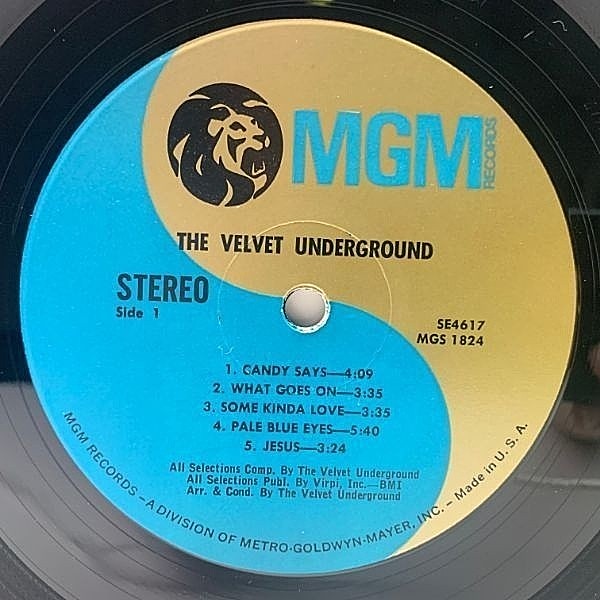 MGM
RECORDS
THE VELVET UNDERGROUND
STEREO
Side 1
SE4617
MGS 1824
1. CANDY SAYS—4:09
2. WHAT GOES ON—3:35
3. SOME KINDA LOVE—3:35
4. PALE BLUE EYES—5:40
5. JESUS—3:24
All Selections Comp. By The Velvet Underground
All Selections Publ. By Virpi, Inc.—BMI
Arr. & Cond. By The Velvet Underground
MGM RECORDS – A DIVISION OF METRO-GOLDWYN-MAYER, INC. – Made in U. S. A.